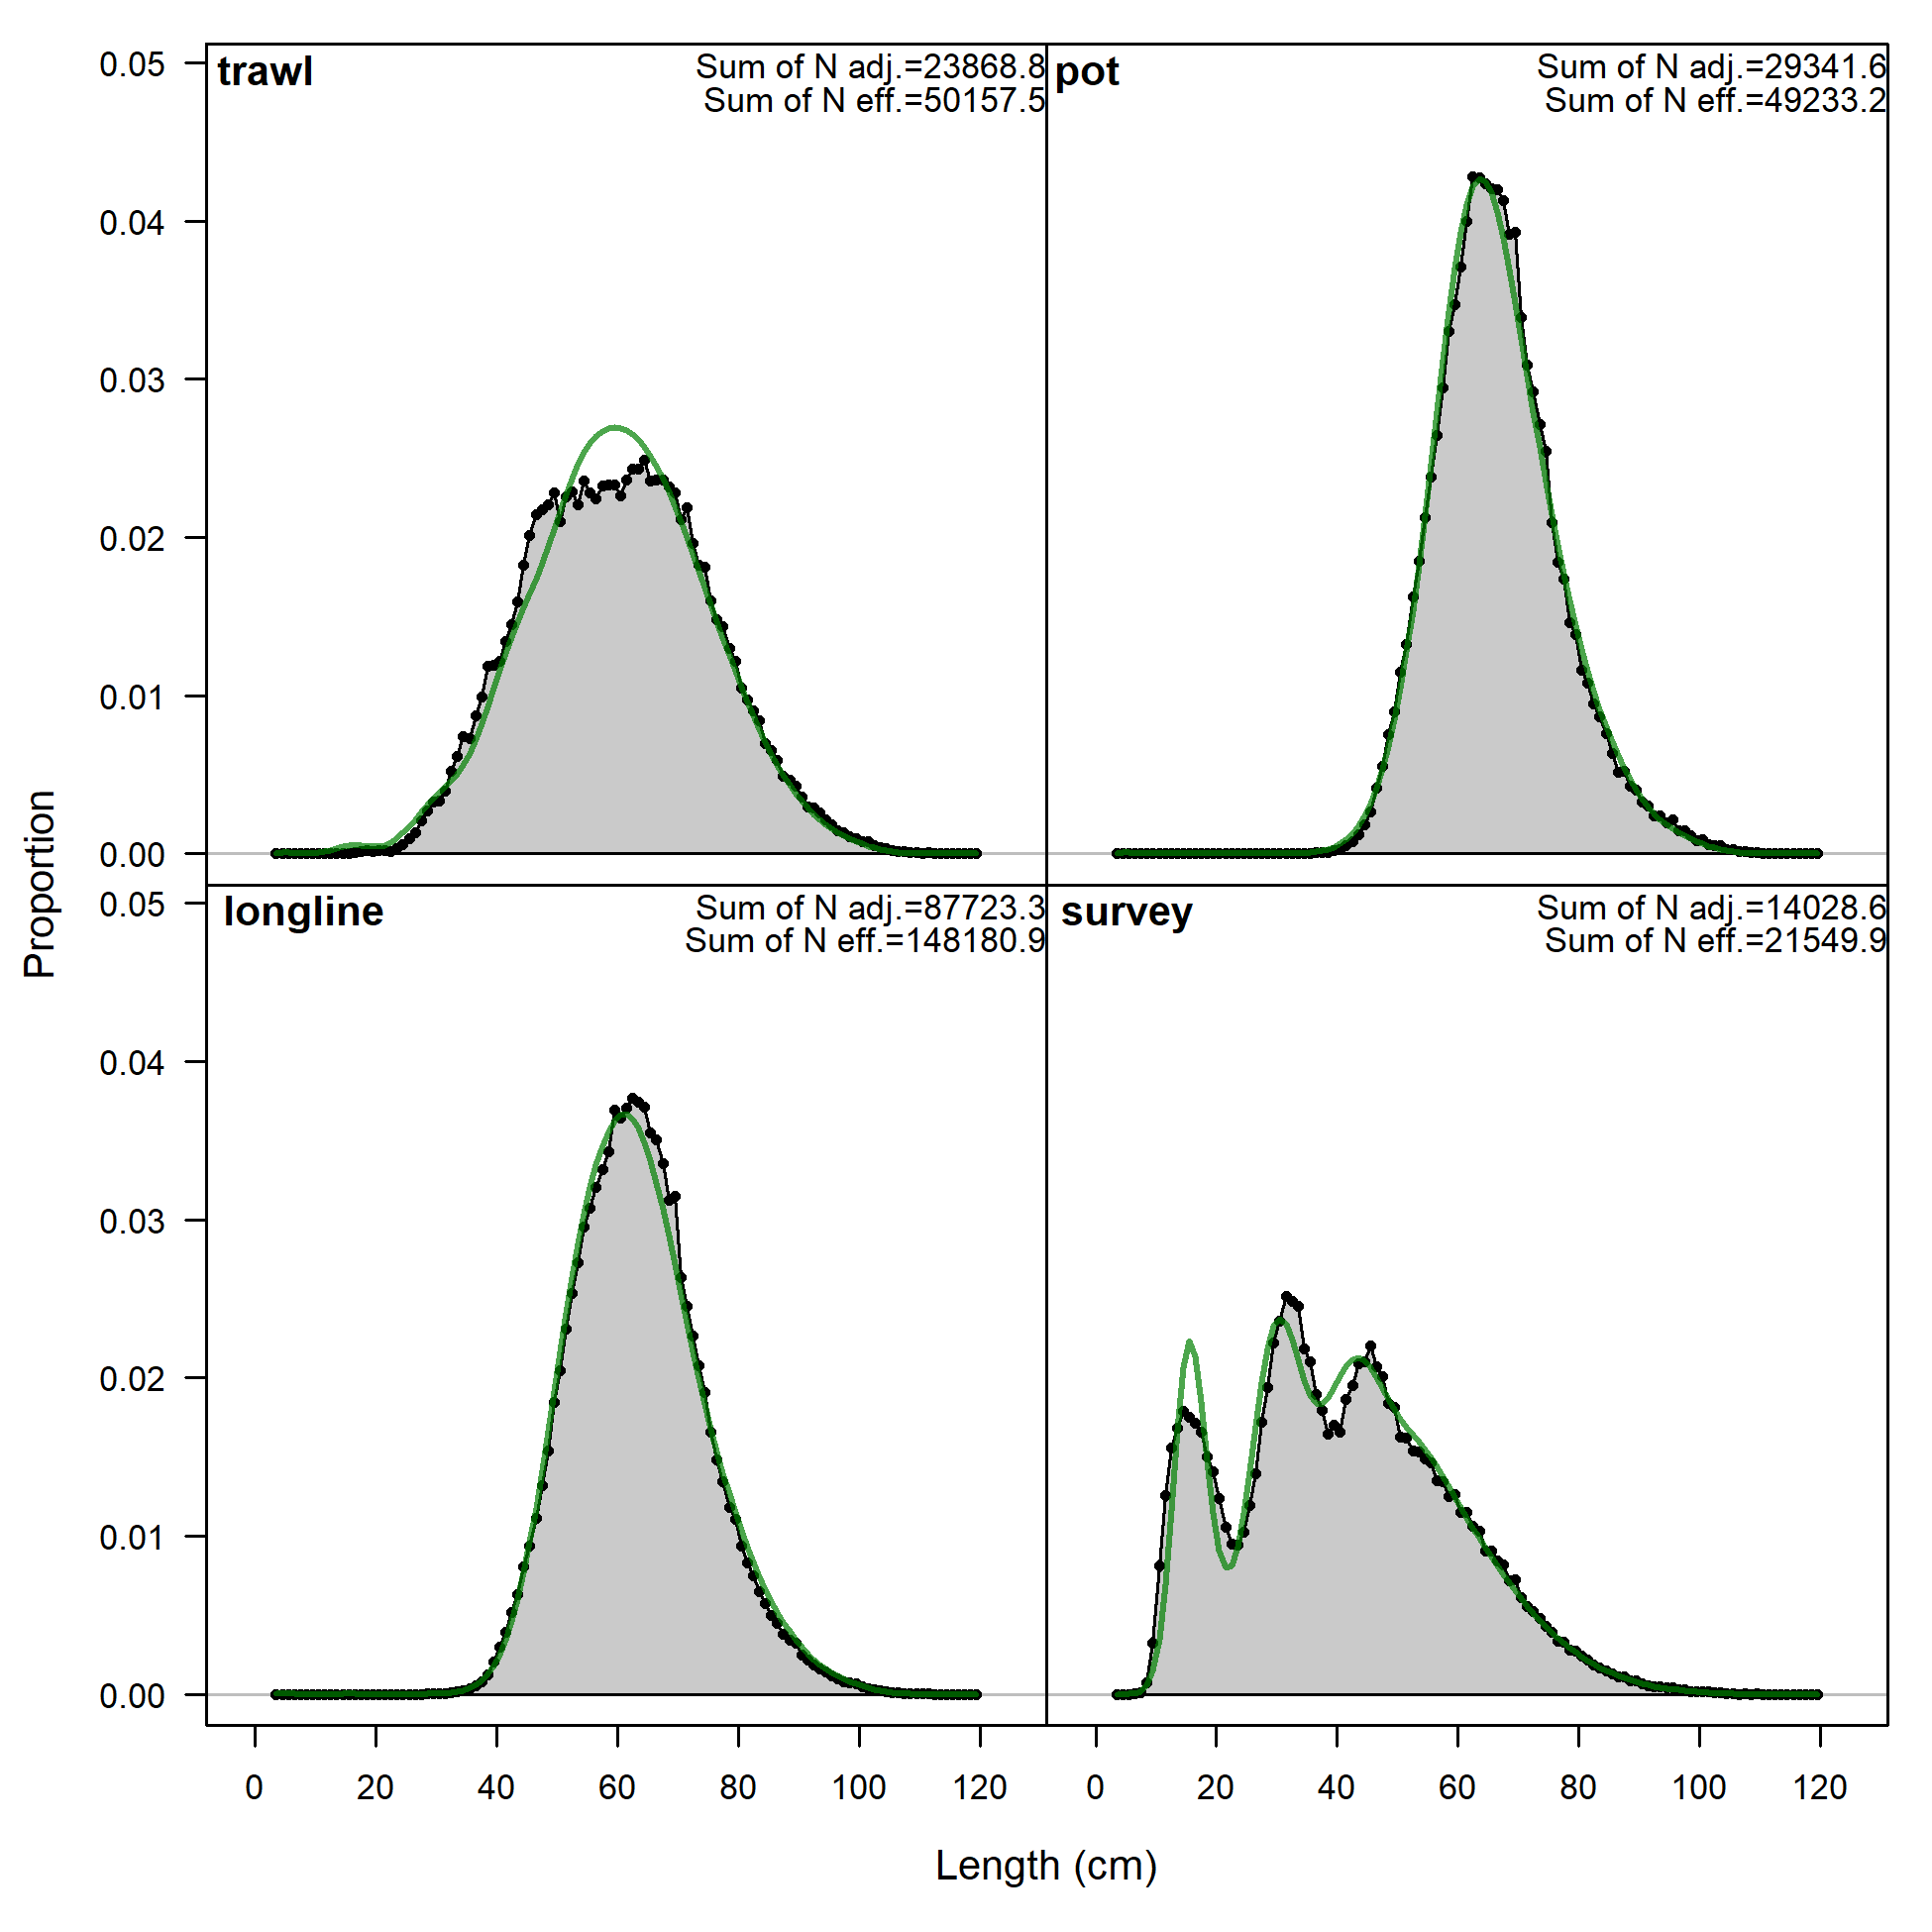 trawl
Sum of N adj.=23868.8
Sum of N eff.=50157.5
pot
Sum of N adj.=29341.6
Sum of N eff.=49233.2
0.05
0.04
0.03
0.02
0.01
0.00
longline
Sum of N adj.=87723.3
Sum of N eff.=148180.9
survey
Sum of N adj.=14028.6
Sum of N eff.=21549.9
0.05
0.04
0.03
0.02
0.01
0.00
Proportion
0 20 40 60 80 100 120
0 20 40 60 80 100 120
Length (cm)